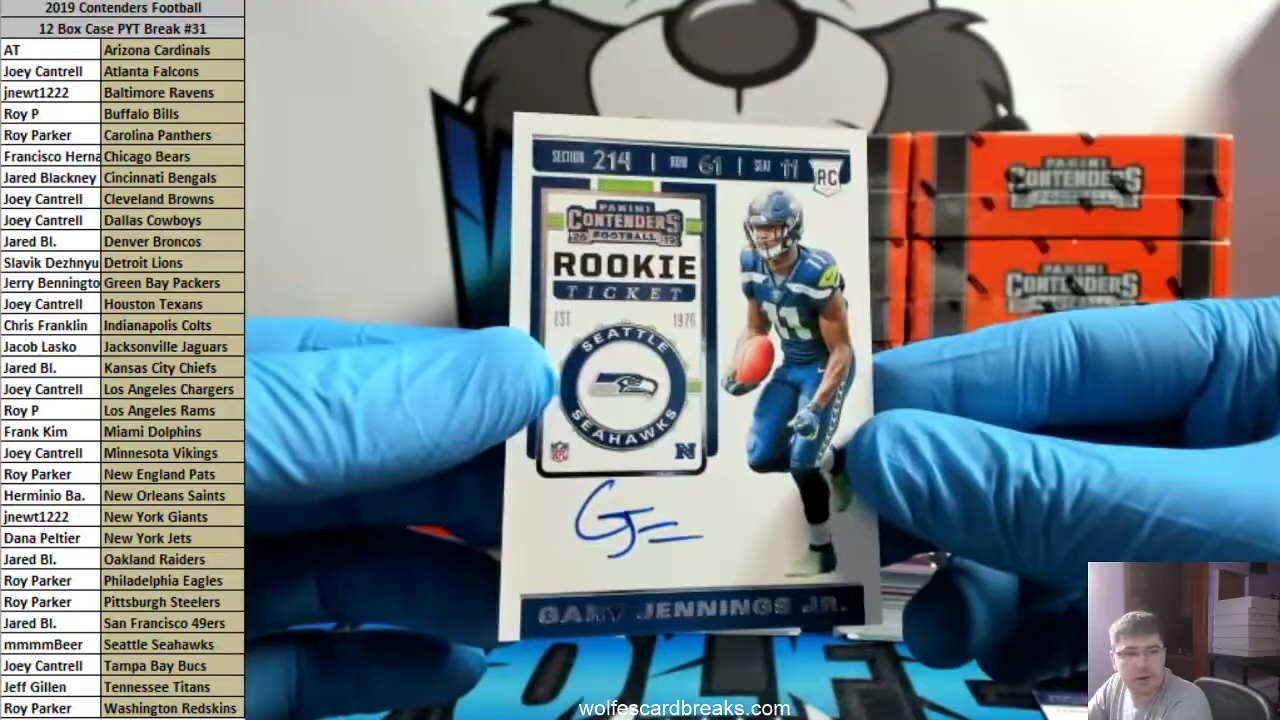 2019 Contenders Football
12 Box Case PYT Break #31
AT Arizona Cardinals
Joey Cantrell Atlanta Falcons
jnewt1222 Baltimore Ravens
Roy P Buffalo Bills
Roy Parker Carolina Panthers
Francisco Herna Chicago Bears
Jared Blackney Cincinnati Bengals
Joey Cantrell Cleveland Browns
Joey Cantrell Dallas Cowboys
Jared Bl. Denver Broncos
Slavik Dezhnyu Detroit Lions
Jerry Benningto Green Bay Packers
Joey Cantrell Houston Texans
Chris Franklin Indianapolis Colts
Jacob Lasko Jacksonville Jaguars
Jared Bl. Kansas City Chiefs
Joey Cantrell Los Angeles Chargers
Roy P Los Angeles Rams
Frank Kim Miami Dolphins
Joey Cantrell Minnesota Vikings
Roy Parker New England Pats
Herminio Ba. New Orleans Saints
jnewt1222 New York Giants
Dana Peltier New York Jets
Jared Bl. Oakland Raiders
Roy Parker Philadelphia Eagles
Roy Parker Pittsburgh Steelers
Jared Bl. San Francisco 49ers
mmmmBeer Seattle Seahawks
Joey Cantrell Tampa Bay Bucs
Jeff Gillen Tennessee Titans
Roy Parker Washington Redskins
SECTION 214 | ROW 61 | SEAT 11
RC
PANINI
CONTENDERS
20 FOOTBALL 19
ROOKIE
TICKET
EST 1976
SEATTLE
SEAHAWKS
NFL N
11
GARY JENNINGS JR.
PANINI
CONTENDERS
FOOTBALL
PANINI
CONTENDERS
WOLFE
wolfescardbreaks.com